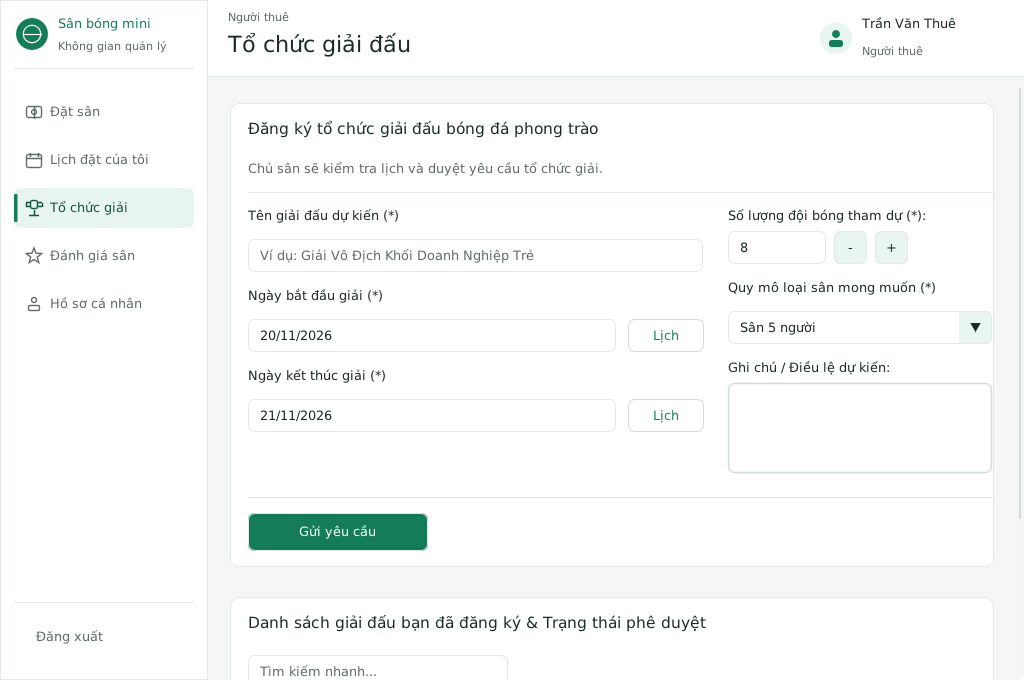 Sân bóng mini
Không gian quản lý
Đặt sân
Lịch đặt của tôi
Tổ chức giải
Đánh giá sân
Hồ sơ cá nhân
Đăng xuất
Người thuê
Tổ chức giải đấu
Trần Văn Thuê
Người thuê
Đăng ký tổ chức giải đấu bóng đá phong trào
Chủ sân sẽ kiểm tra lịch và duyệt yêu cầu tổ chức giải.
Tên giải đấu dự kiến (*)
Ví dụ: Giải Vô Địch Khối Doanh Nghiệp Trẻ
Ngày bắt đầu giải (*)
20/11/2026
Lịch
Ngày kết thúc giải (*)
21/11/2026
Lịch
Số lượng đội bóng tham dự (*):
8
-
+
Quy mô loại sân mong muốn (*)
Sân 5 người
▼
Ghi chú / Điều lệ dự kiến:
Gửi yêu cầu
Danh sách giải đấu bạn đã đăng ký & Trạng thái phê duyệt
Tìm kiếm nhanh...